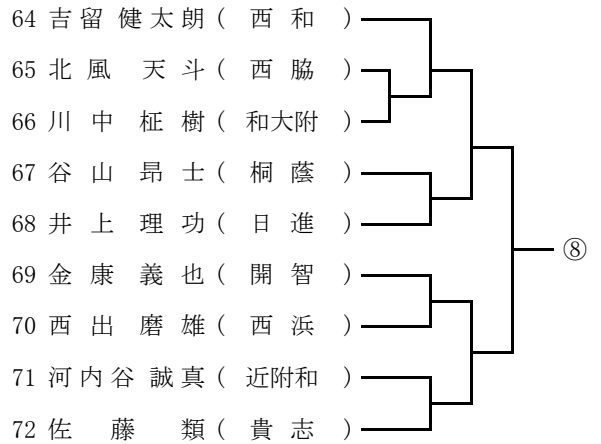 64 吉留 健太朗 ( 西 和 )
65 北風 天斗 ( 西 脇 )
66 川中 柾樹 ( 和大附 )
67 谷山 昂士 ( 桐 蔭 )
68 井上 理功 ( 日 進 )
69 金康 義也 ( 開 智 )
70 西出 磨雄 ( 西 浜 )
71 河内谷 誠真 ( 近附和 )
72 佐藤 類 ( 貴 志 )
⑧